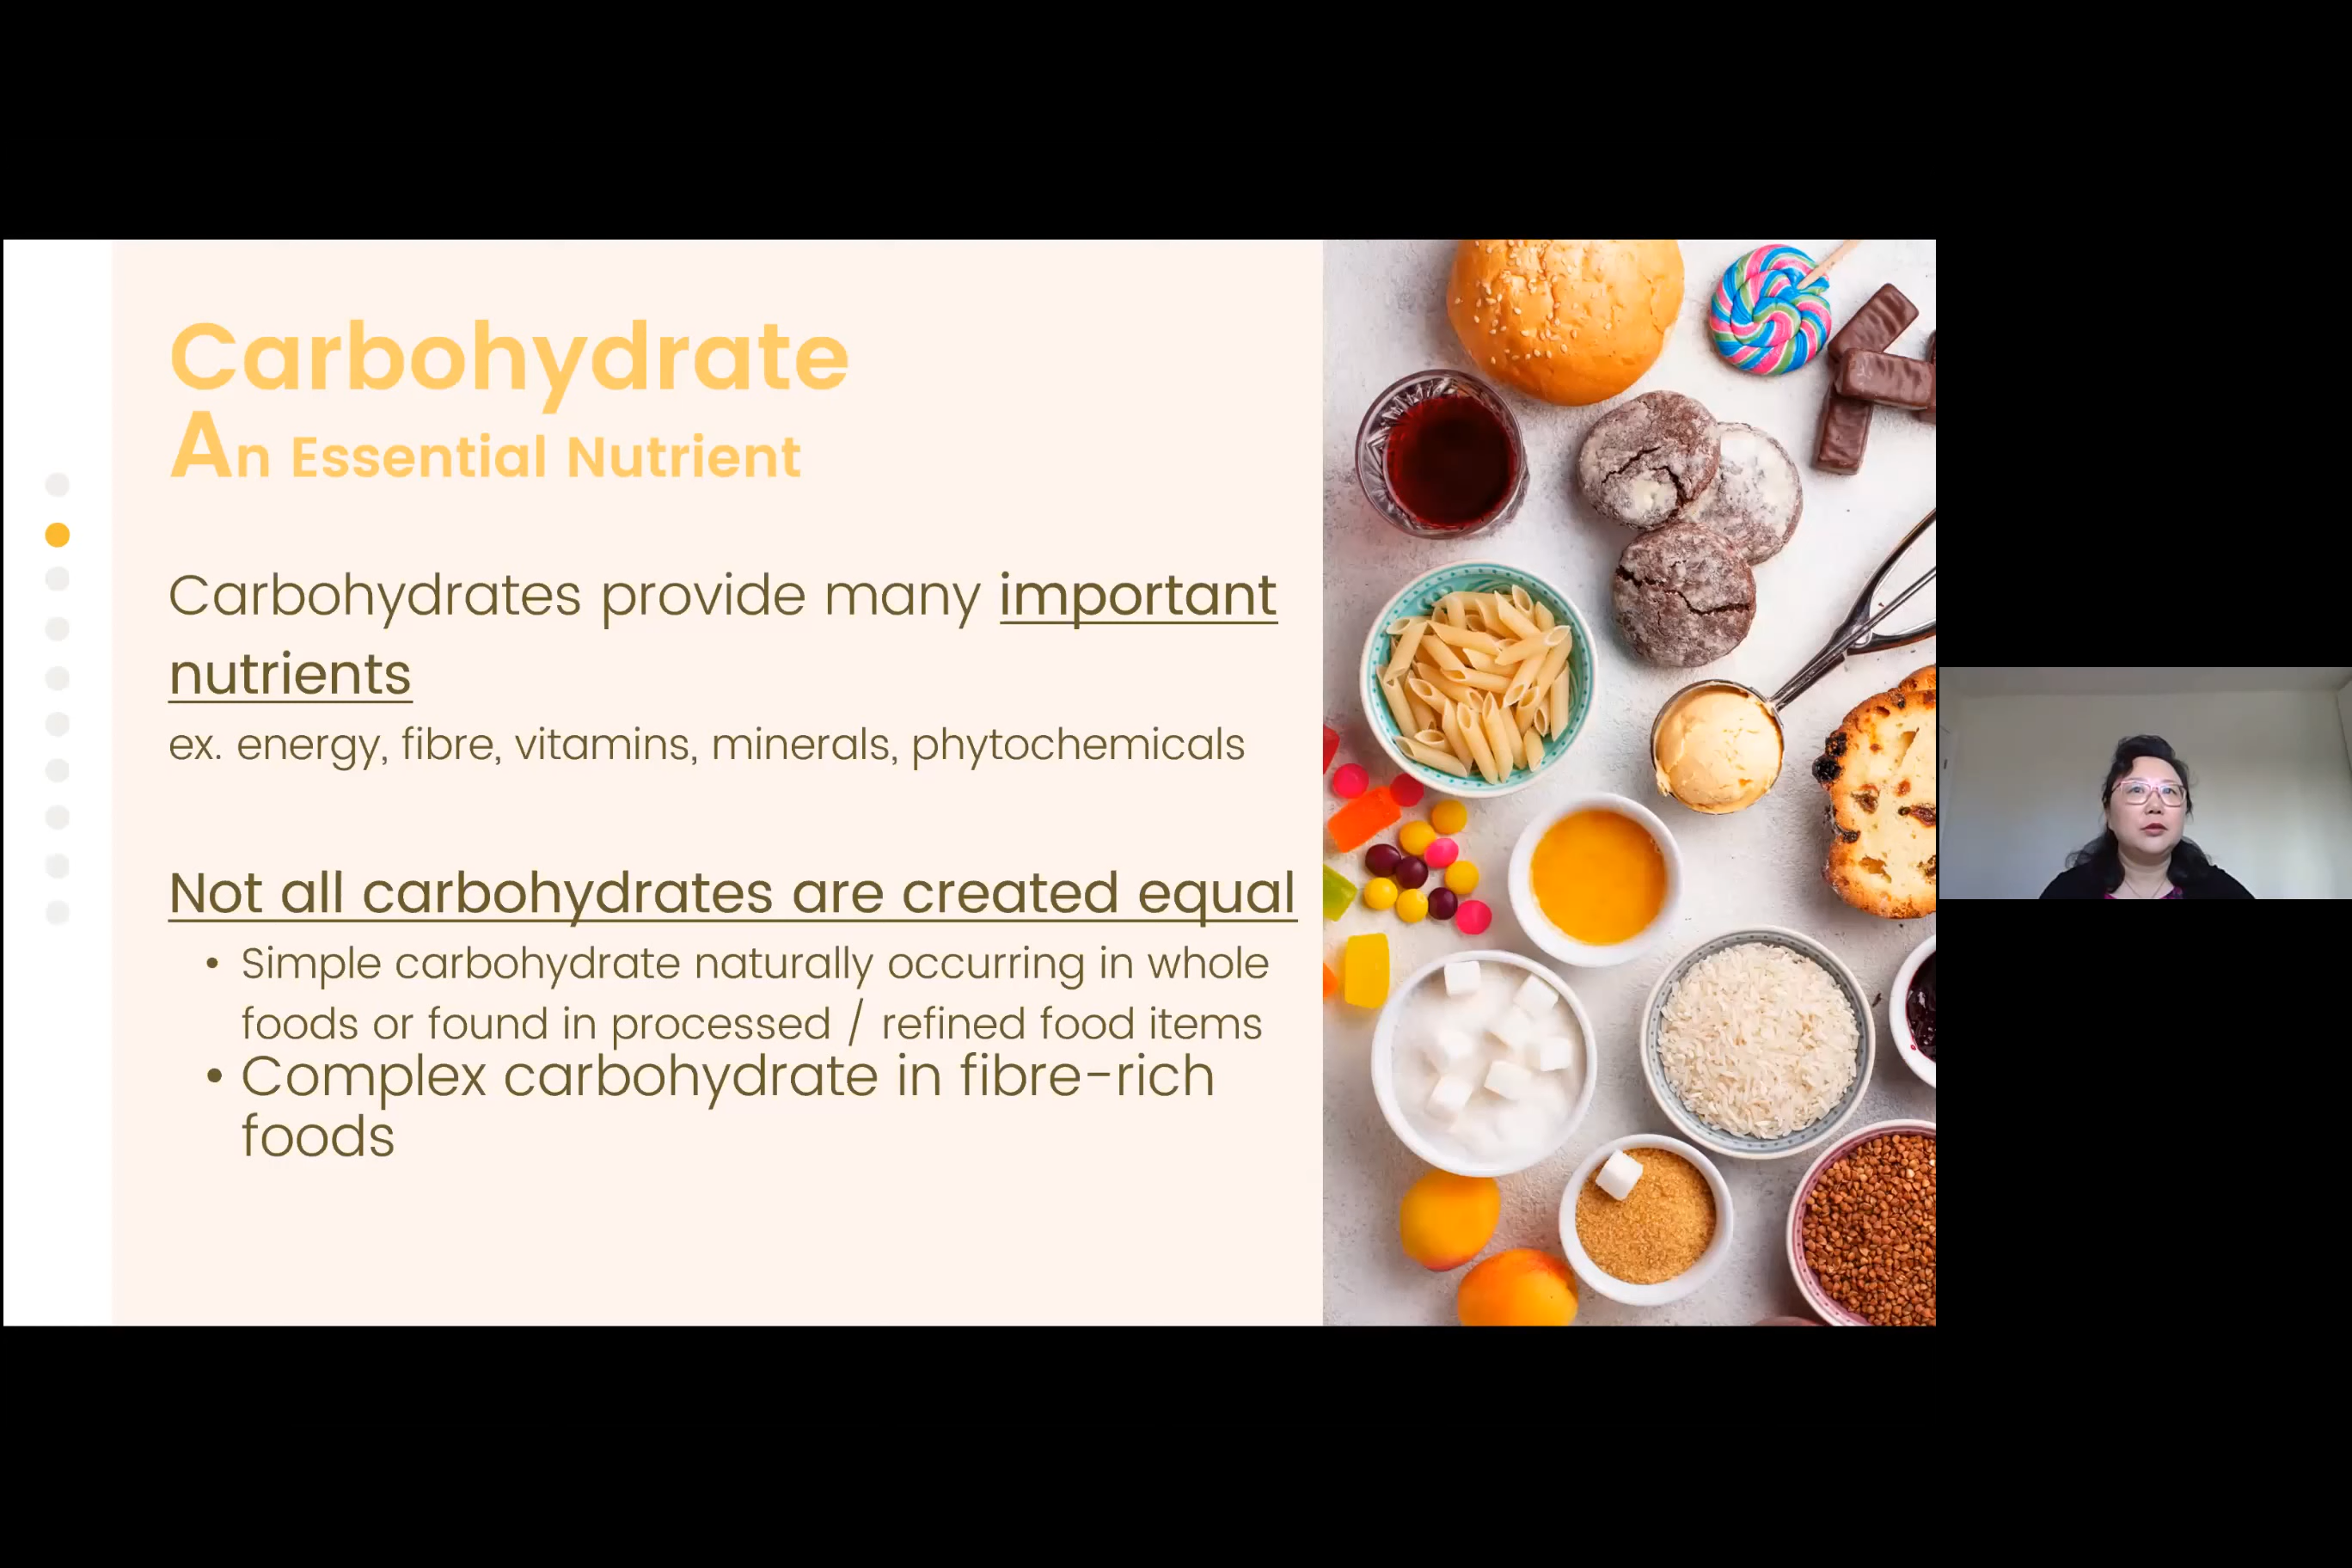 Carbohydrate
An Essential Nutrient
Carbohydrates provide many important
nutrients
ex. energy, fibre, vitamins, minerals, phytochemicals
Not all carbohydrates are created equal
• Simple carbohydrate naturally occurring in whole
foods or found in processed / refined food items
• Complex carbohydrate in fibre-rich
foods